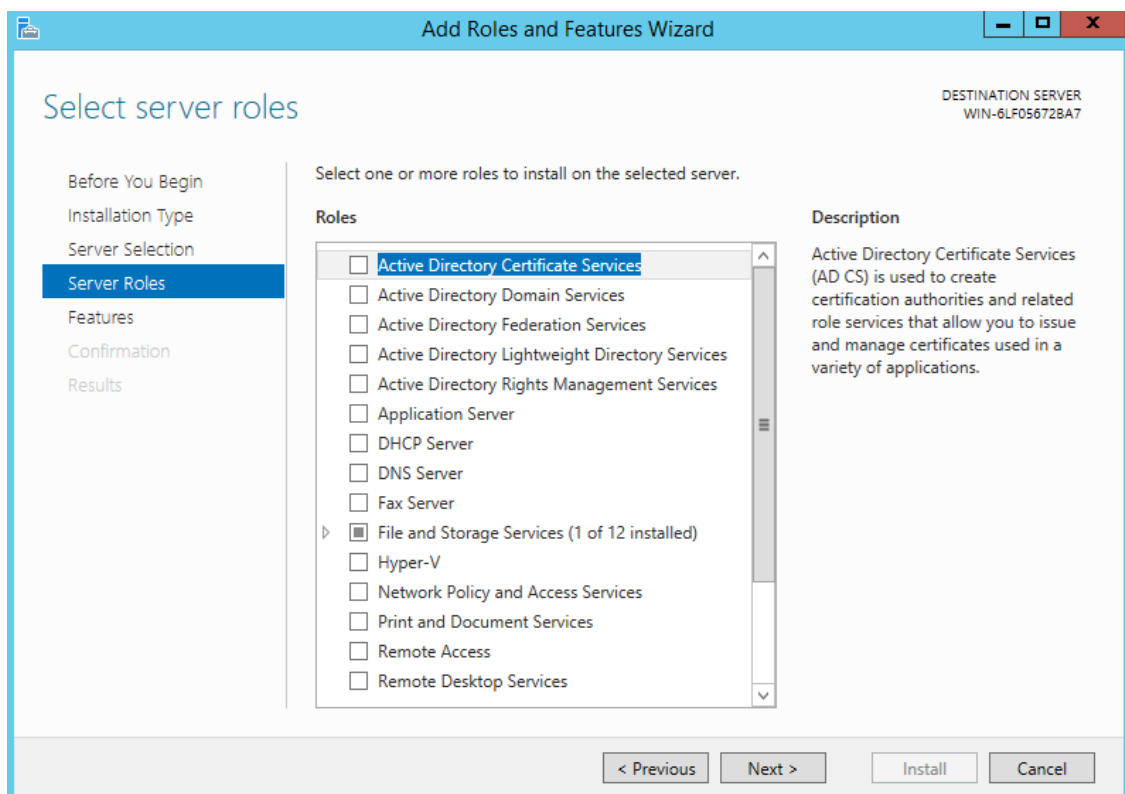 Add Roles and Features Wizard
Select server roles
DESTINATION SERVER
WIN-6LF05672BA7
Before You Begin
Installation Type
Server Selection
Server Roles
Features
Confirmation
Results
Select one or more roles to install on the selected server.
Roles
Active Directory Certificate Services
Active Directory Domain Services
Active Directory Federation Services
Active Directory Lightweight Directory Services
Active Directory Rights Management Services
Application Server
DHCP Server
DNS Server
Fax Server
File and Storage Services (1 of 12 installed)
Hyper-V
Network Policy and Access Services
Print and Document Services
Remote Access
Remote Desktop Services
Description
Active Directory Certificate Services
(AD CS) is used to create
certification authorities and related
role services that allow you to issue
and manage certificates used in a
variety of applications.
< Previous
Next >
Install
Cancel